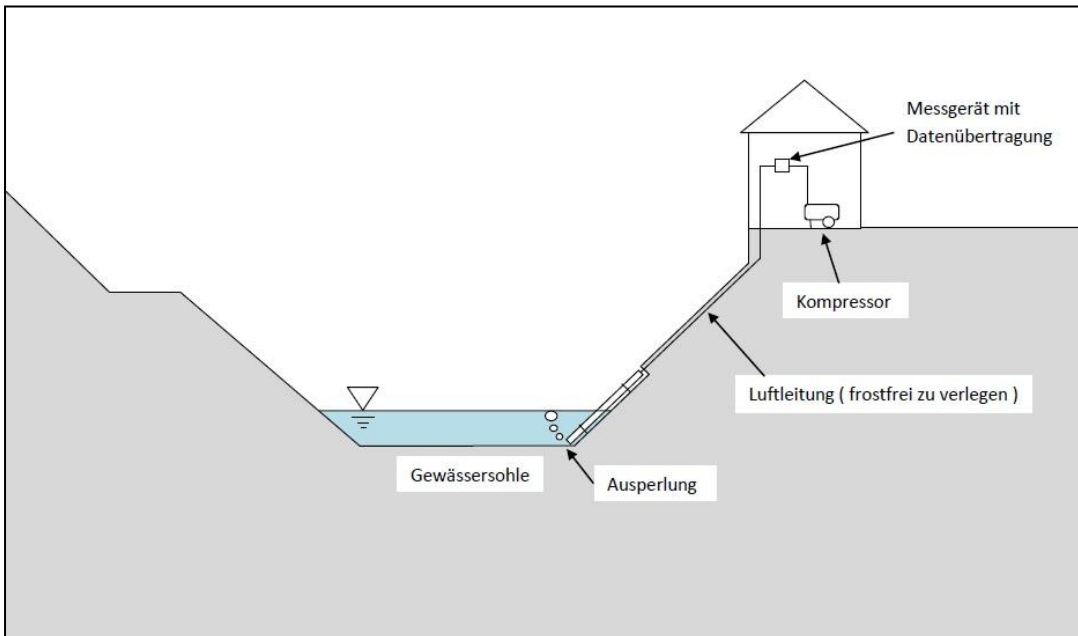 Messgerät mit
Datenübertragung
Kompressor
Luftleitung ( frostfrei zu verlegen )
Gewässersohle
Ausperlung